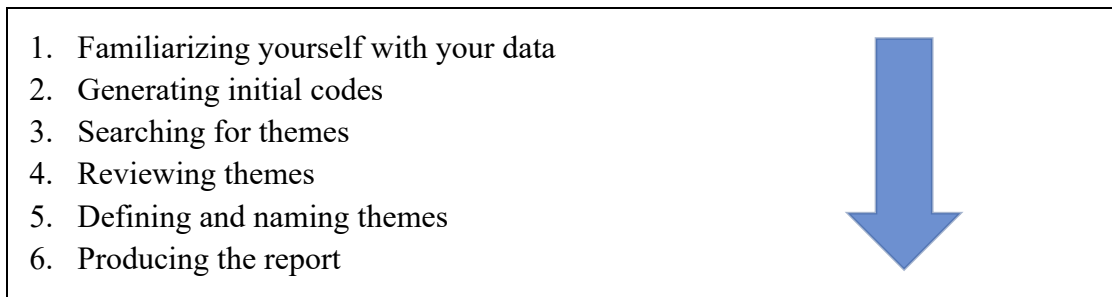 1. Familiarizing yourself with your data
2. Generating initial codes
3. Searching for themes
4. Reviewing themes
5. Defining and naming themes
6. Producing the report